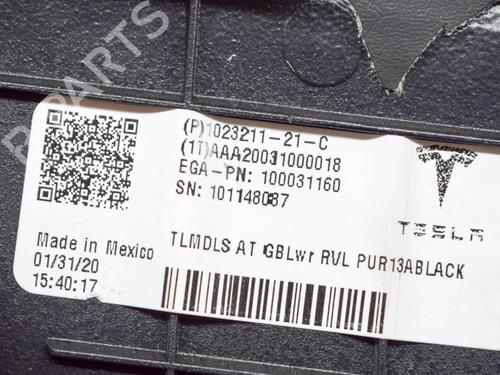 (P)1023211-21-C
(1T)AAA20031000018
EGA-PN: 100031160
SN: 101148087
TESLA
Made in Mexico
01/31/20
15:40:17
TLMDLS AT GBLwr RVL PUR13ABLACK